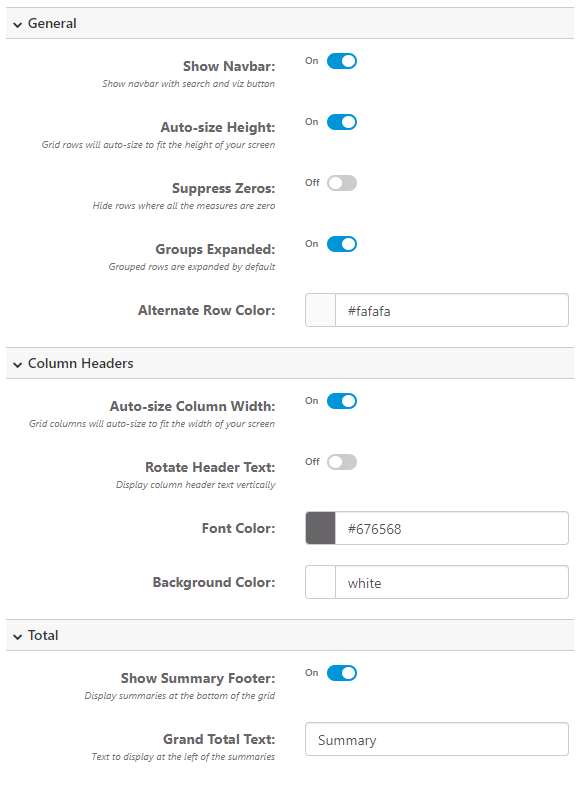 General
Show Navbar: On
Show navbar with search and viz button
Auto-size Height: On
Grid rows will auto-size to fit the height of your screen
Suppress Zeros: Off
Hide rows where all the measures are zero
Groups Expanded: On
Grouped rows are expanded by default
Alternate Row Color: #fafafa
Column Headers
Auto-size Column Width: On
Grid columns will auto-size to fit the width of your screen
Rotate Header Text: Off
Display column header text vertically
Font Color: #676568
Background Color: white
Total
Show Summary Footer: On
Display summaries at the bottom of the grid
Grand Total Text: Summary
Text to display at the left of the summaries